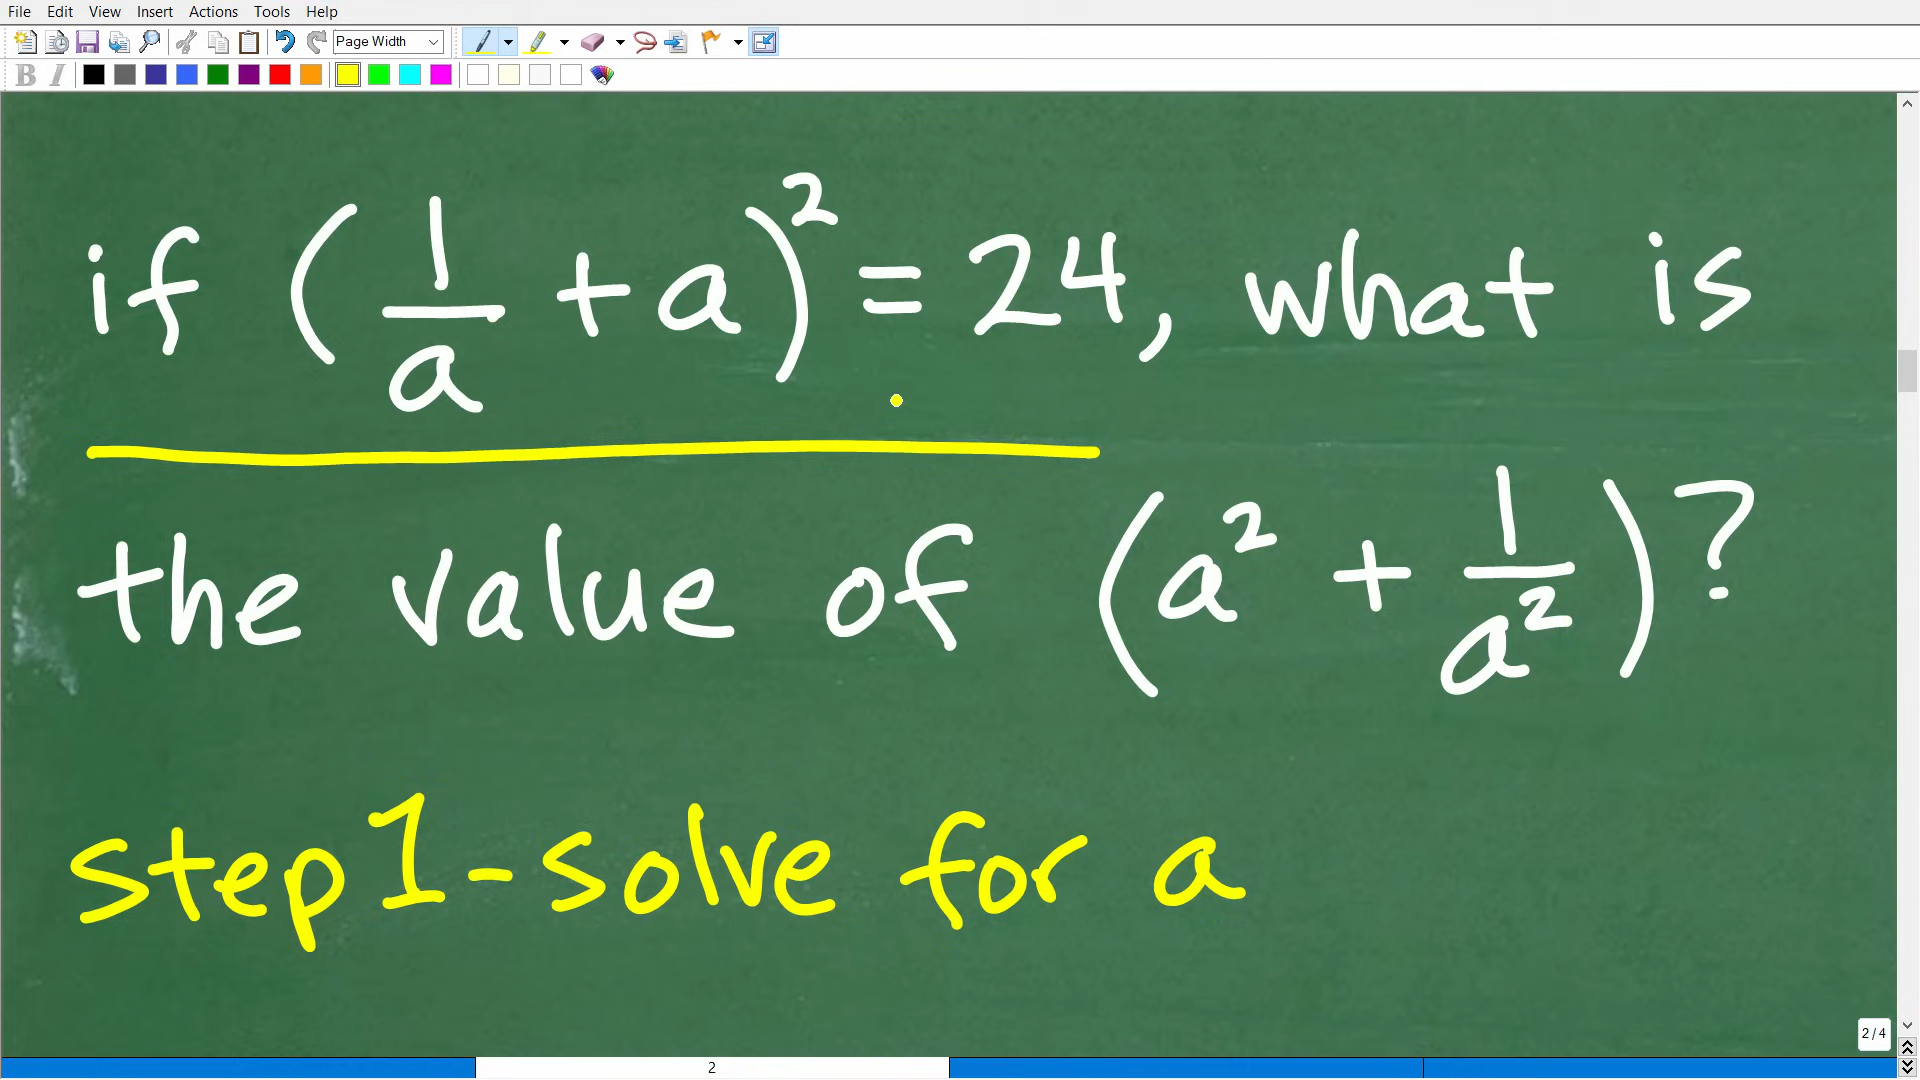 File Edit View Insert Actions Tools Help
Page Width
B I
if (1/a + a)² = 24, what is
the value of (a² + 1/a²)?
step 1 - solve for a
2 / 4
2